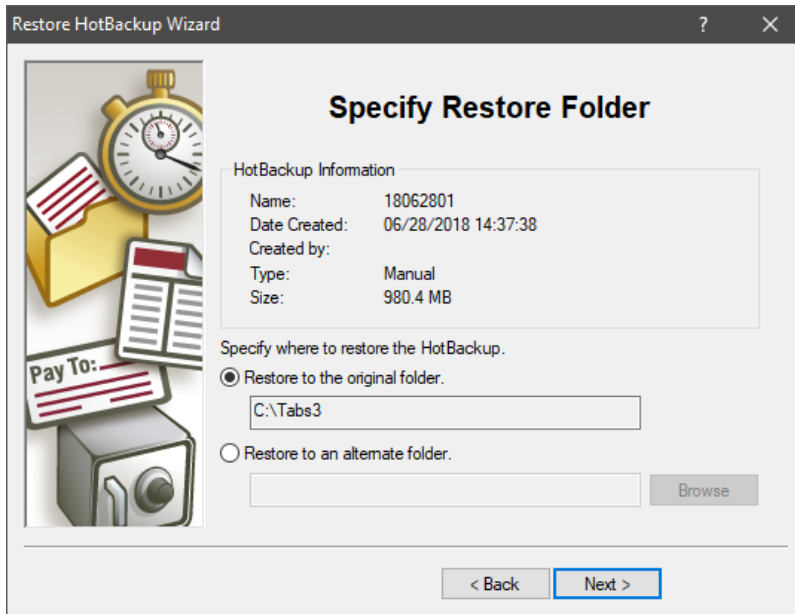 Restore HotBackup Wizard
?
Specify Restore Folder
HotBackup Information
Name: 18062801
Date Created: 06/28/2018 14:37:38
Created by:
Type: Manual
Size: 980.4 MB
Pay To:
Specify where to restore the HotBackup.
Restore to the original folder.
C:\Tabs3
Restore to an alternate folder.
Browse
< Back Next >